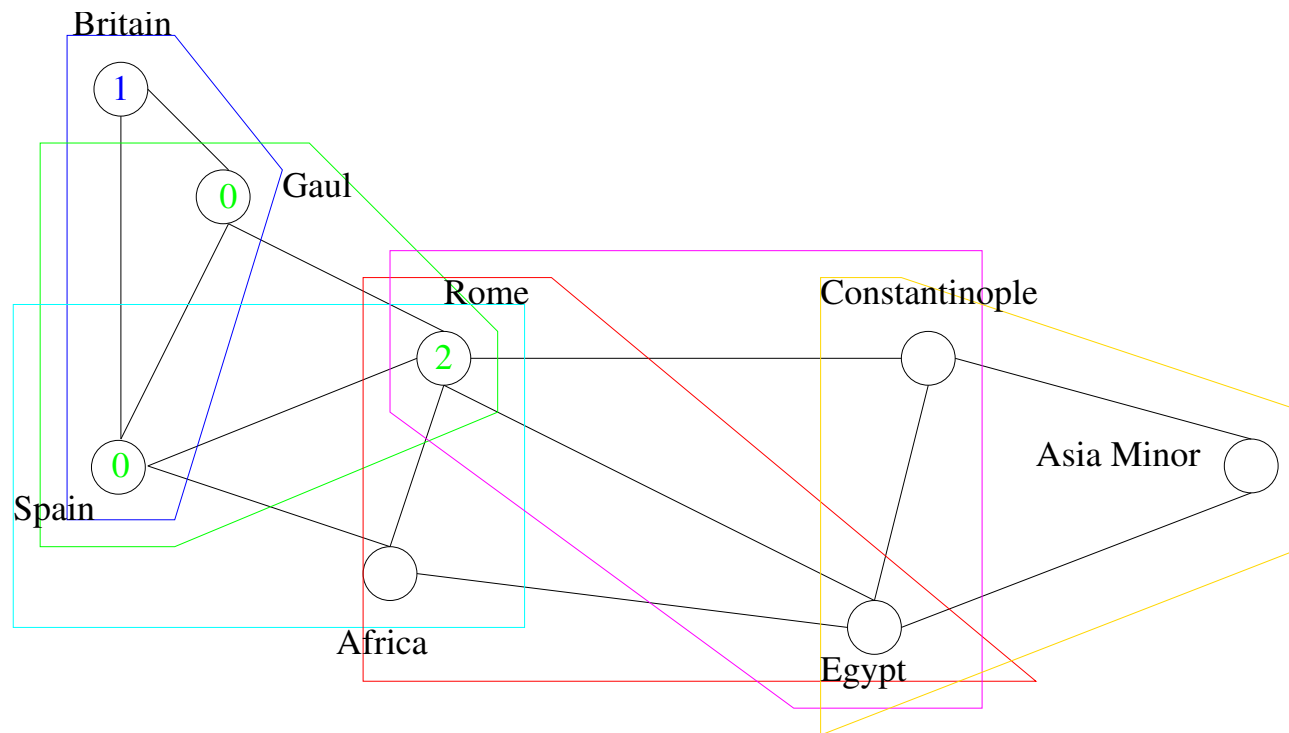 Britain
1
0
Gaul
Rome
Constantinople
2
Asia Minor
0
Spain
Africa
Egypt